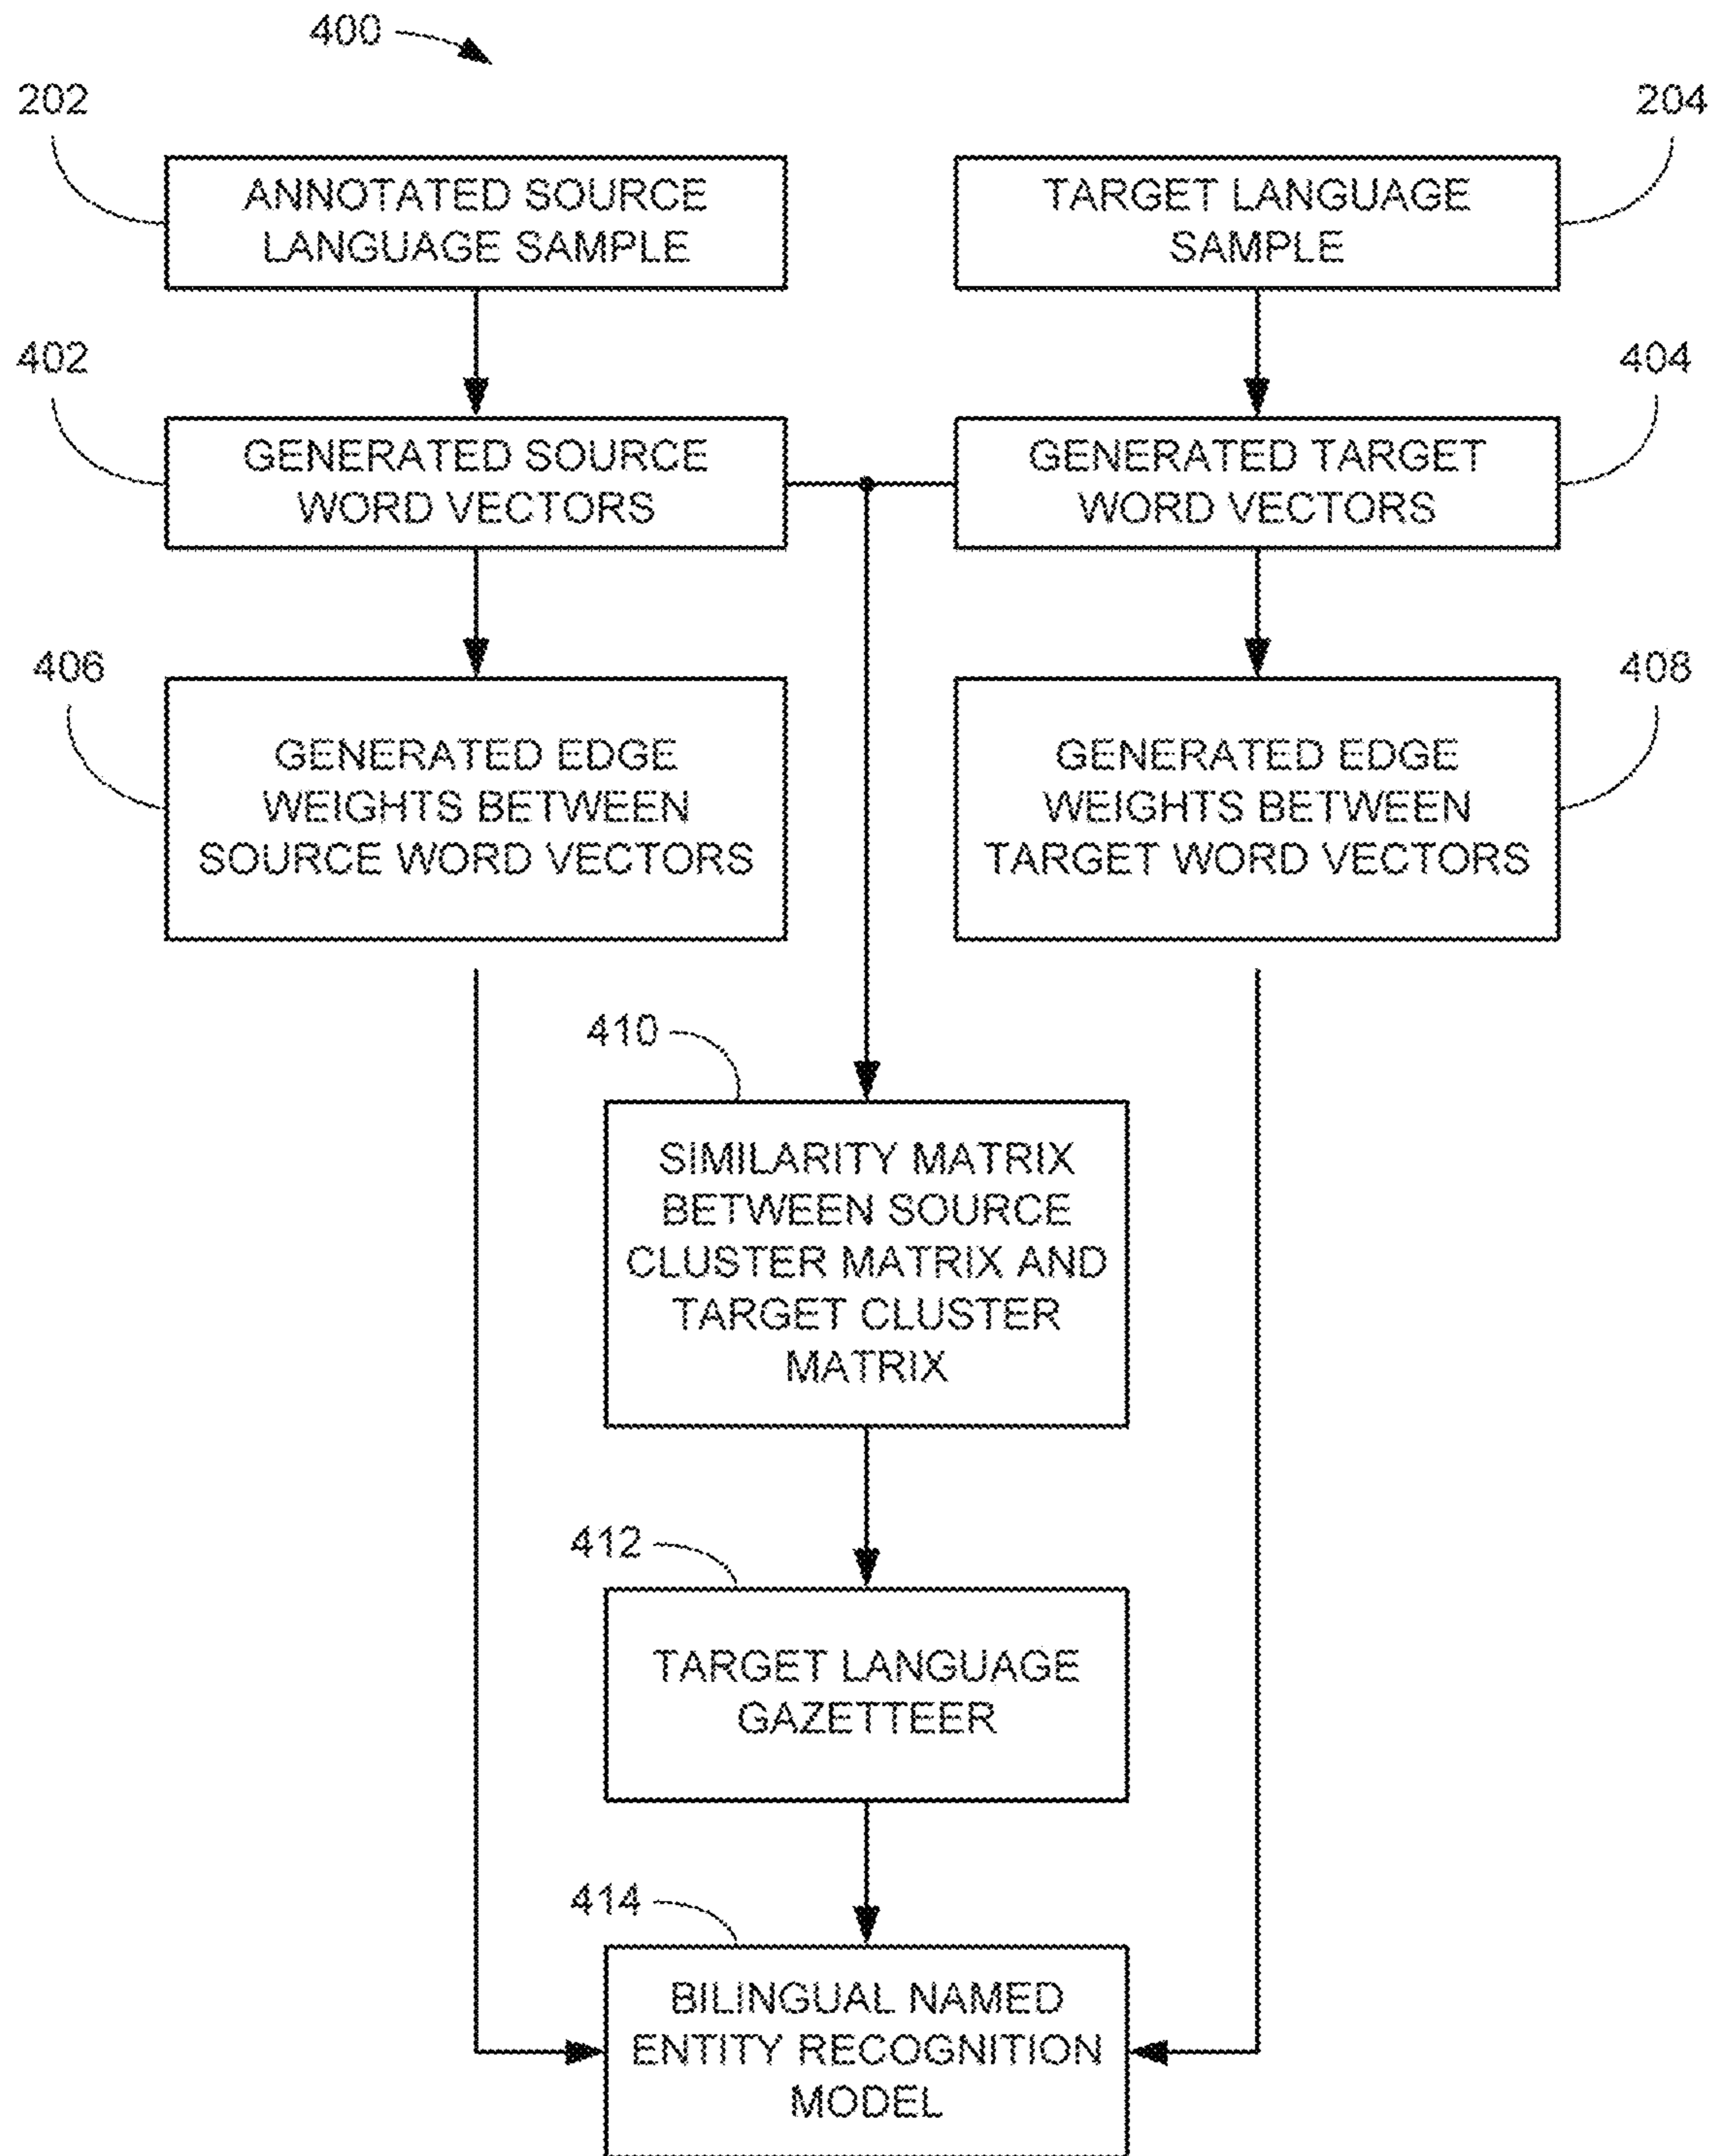 400
202
204
ANNOTATED SOURCE
LANGUAGE SAMPLE
TARGET LANGUAGE
SAMPLE
402
404
GENERATED SOURCE
WORD VECTORS
GENERATED TARGET
WORD VECTORS
406
408
GENERATED EDGE
WEIGHTS BETWEEN
SOURCE WORD VECTORS
GENERATED EDGE
WEIGHTS BETWEEN
TARGET WORD VECTORS
410
SIMILARITY MATRIX
BETWEEN SOURCE
CLUSTER MATRIX AND
TARGET CLUSTER
MATRIX
412
TARGET LANGUAGE
GAZETTEER
414
BILINGUAL NAMED
ENTITY RECOGNITION
MODEL